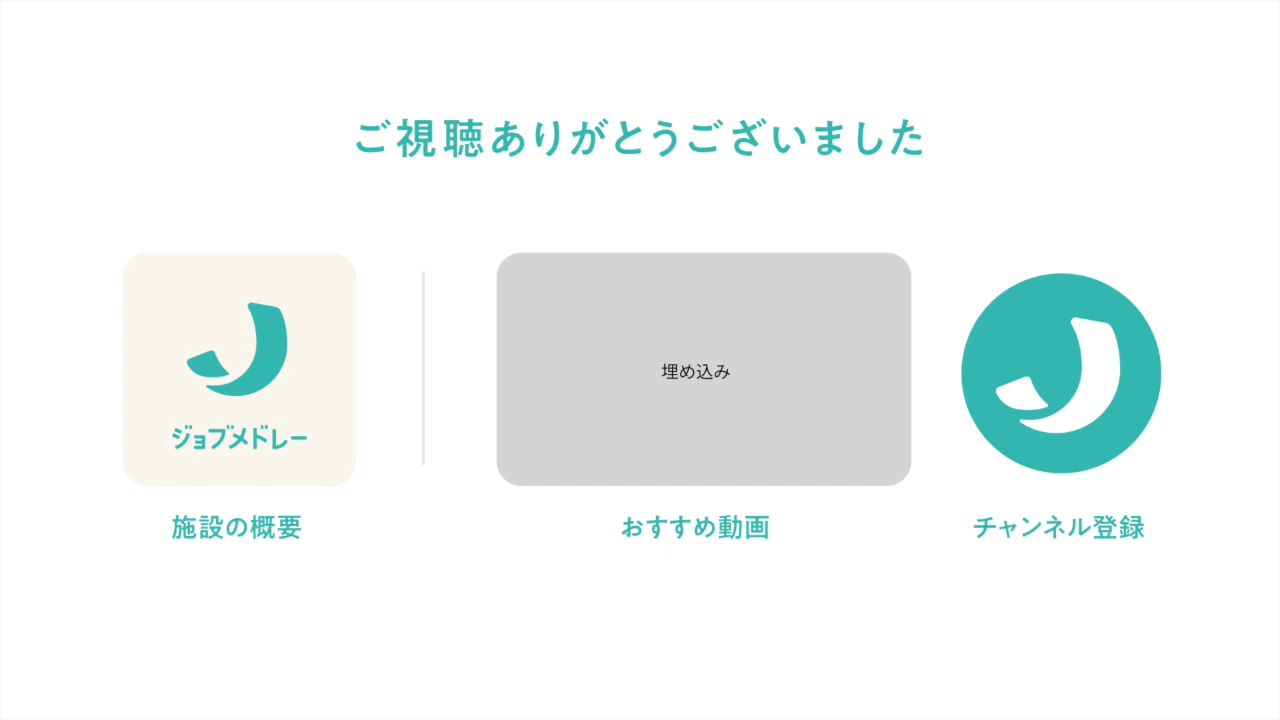 ご視聴ありがとうございました
ジョブメドレー
埋め込み
施設の概要
おすすめ動画
チャンネル登録